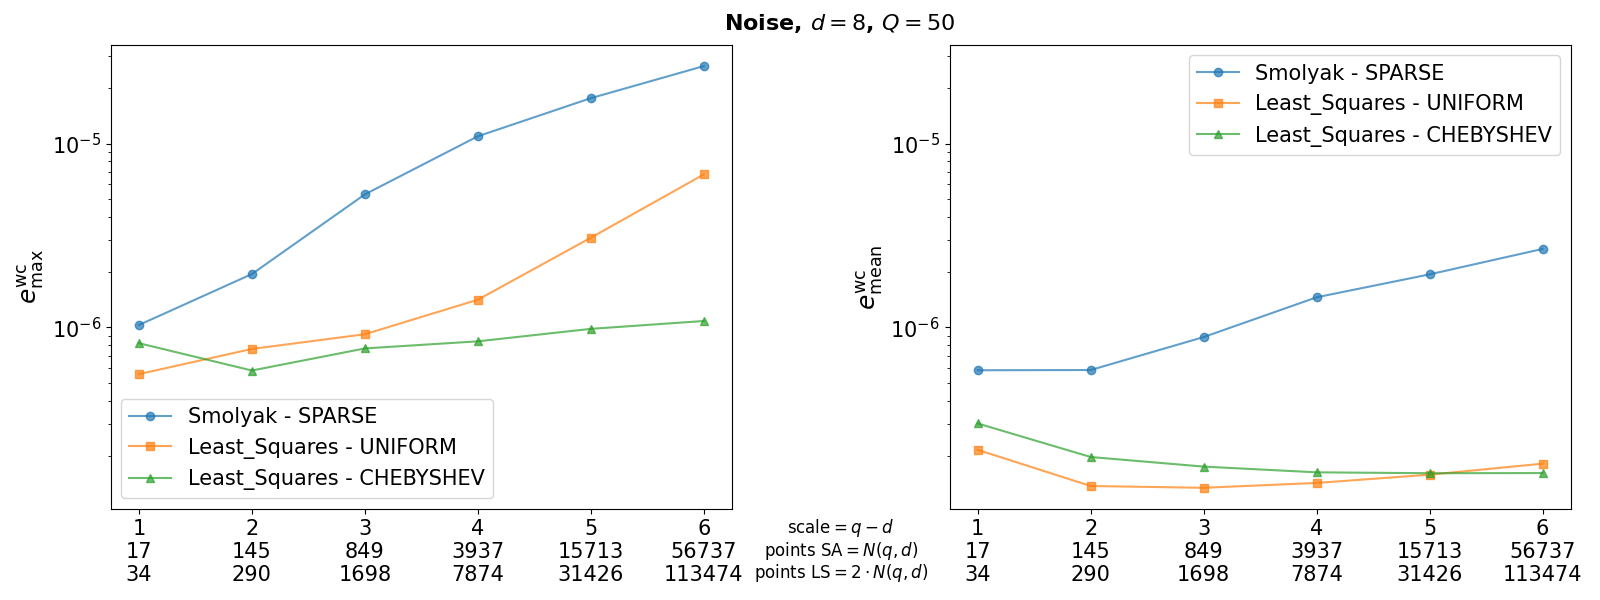 Noise, d = 8, Q = 50
e^wc_max
10^−5
10^−6
Smolyak - SPARSE
Least_Squares - UNIFORM
Least_Squares - CHEBYSHEV
1 2 3 4 5 6
17 145 849 3937 15713 56737
34 290 1698 7874 31426 113474
scale = q − d
points SA = N(q, d)
points LS = 2 · N(q, d)
e^wc_mean
10^−5
10^−6
Smolyak - SPARSE
Least_Squares - UNIFORM
Least_Squares - CHEBYSHEV
1 2 3 4 5 6
17 145 849 3937 15713 56737
34 290 1698 7874 31426 113474